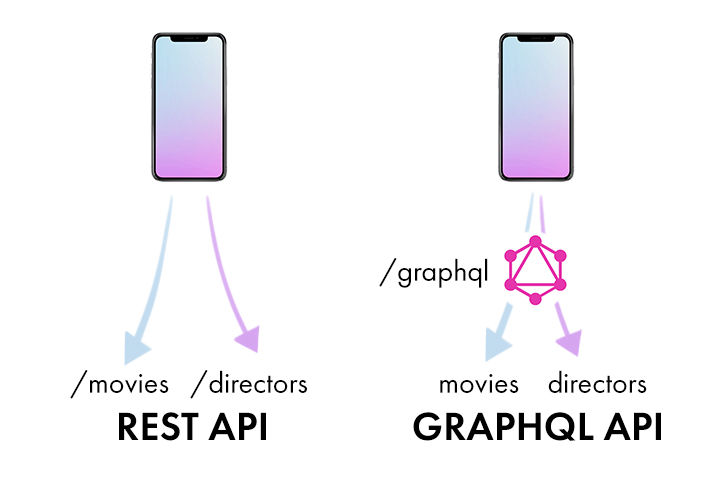 /graphql
/movies /directors
movies directors
REST API
GRAPHQL API